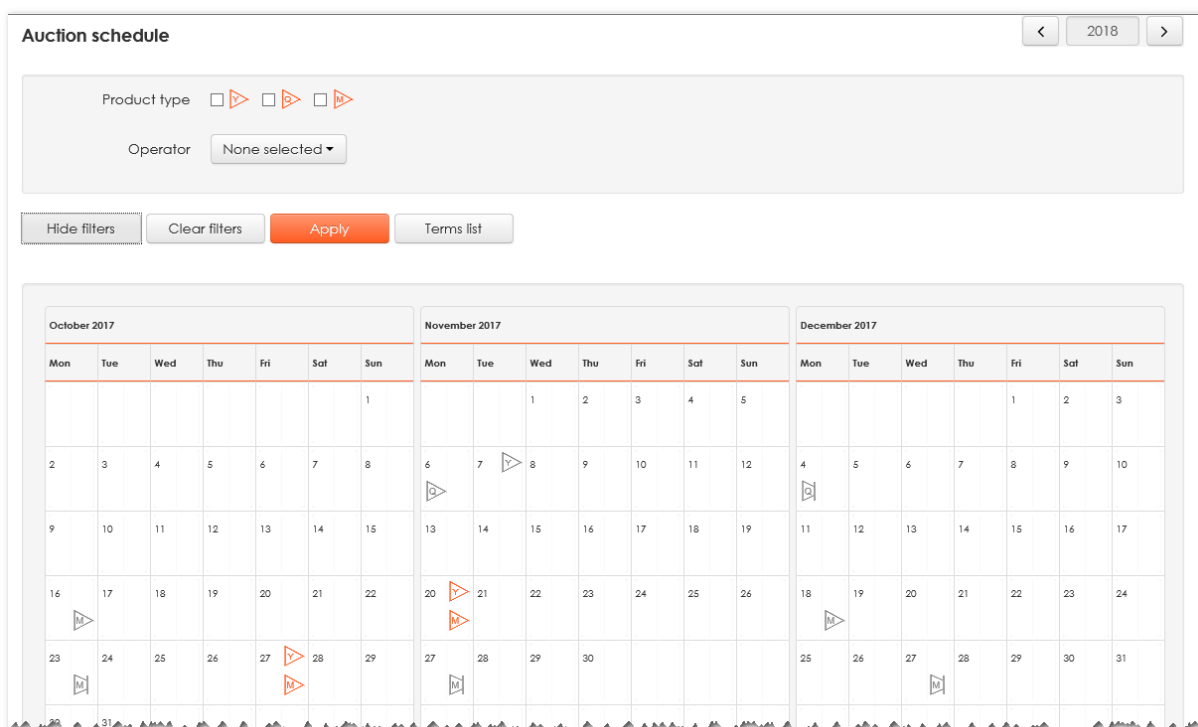 Auction schedule
2018
Product type Y Q M
Operator None selected
Hide filters Clear filters Apply Terms list
October 2017 November 2017 December 2017
Mon Tue Wed Thu Fri Sat Sun Mon Tue Wed Thu Fri Sat Sun Mon Tue Wed Thu Fri Sat Sun
1 1 2 3 4 5 1 2 3
2 3 4 5 6 7 8 6 7 Y 8 9 10 11 12 4 5 6 7 8 9 10
Q Q
9 10 11 12 13 14 15 13 14 15 16 17 18 19 11 12 13 14 15 16 17
16 17 18 19 20 21 22 20 Y 21 22 23 24 25 26 18 19 20 21 22 23 24
M M M
23 24 25 26 27 Y 28 29 27 28 29 30 25 26 27 28 29 30 31
M M M M
31